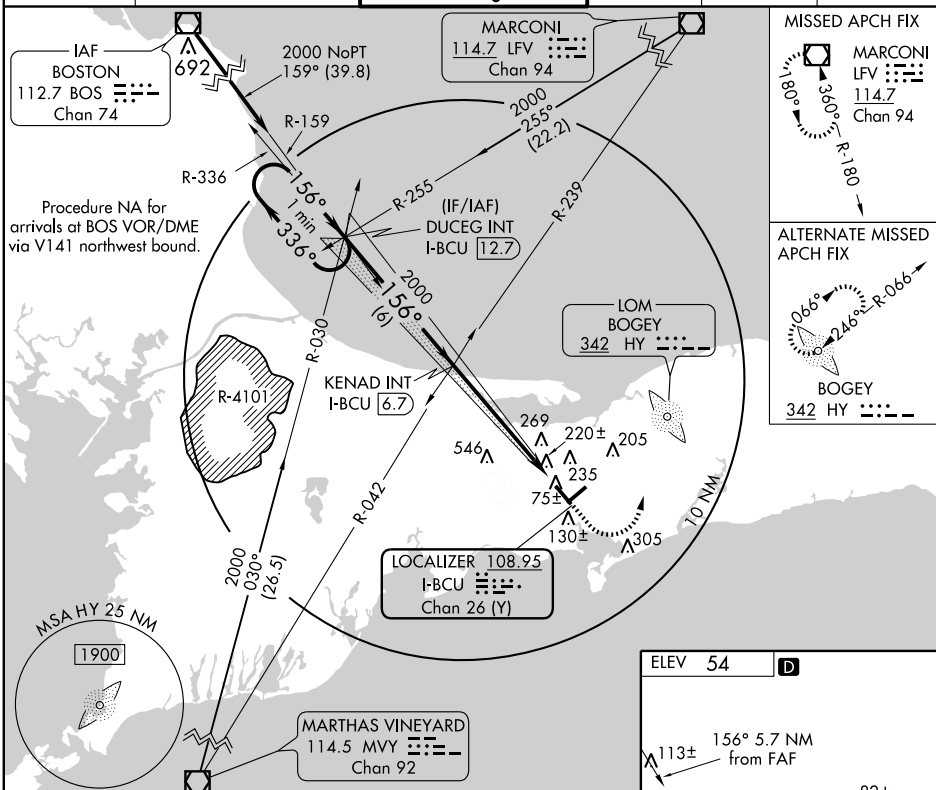 IAF
BOSTON
112.7 BOS
Chan 74
692
2000 NoPT
159° (39.8)
R-159
R-336
Procedure NA for
arrivals at BOS VOR/DME
via V141 northwest bound.
MARCONI
114.7 LFV
Chan 94
2000
255°
(22.2)
R-255
R-239
156°
1 min
336°
(IF/IAF)
DUCEG INT
I-BCU 12.7
2000
156°
(6)
LOM
BOGEY
342 HY
R-4101
R-030
KENAD INT
I-BCU 6.7
R-042
546
269
220±
205
235
75±
130±
305
10 NM
2000
030°
(26.5)
LOCALIZER 108.95
I-BCU
Chan 26 (Y)
MSA HY 25 NM
1900
MARTHAS VINEYARD
114.5 MVY
Chan 92
MISSED APCH FIX
MARCONI
LFV
114.7
Chan 94
180°
360°
R-180
ALTERNATE MISSED
APCH FIX
066°
246°
R-066
BOGEY
342 HY
ELEV 54
D
113±
156° 5.7 NM
from FAF